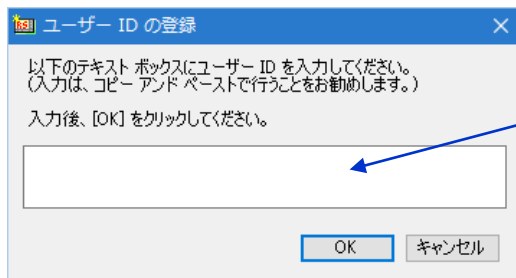 ユーザー ID の登録
以下のテキスト ボックスにユーザー ID を入力してください。
(入力は、コピー アンド ペーストで行うことをお勧めします。)
入力後、[OK] をクリックしてください。
OK
キャンセル